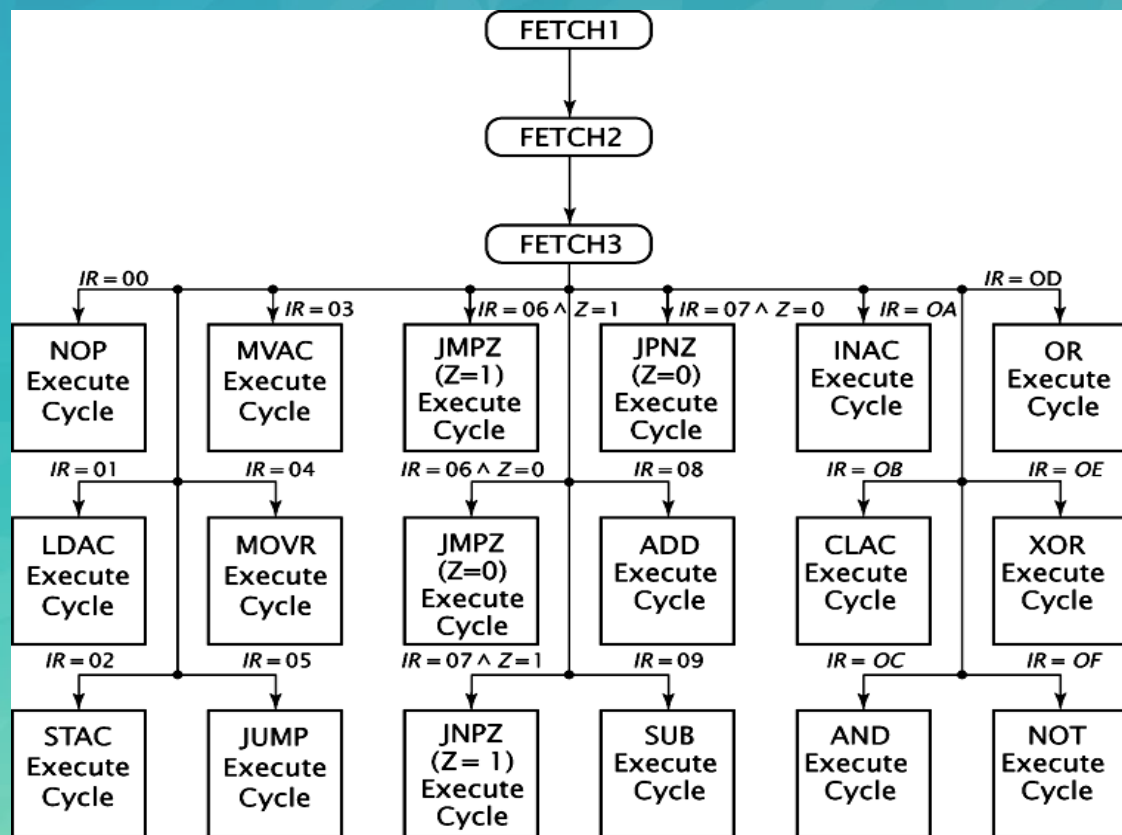 FETCH1
FETCH2
FETCH3
IR = 00
IR = OD
IR = 03
IR = 06 ∧ Z = 1
IR = 07 ∧ Z = 0
IR = OA
NOP
Execute
Cycle
MVAC
Execute
Cycle
JMPZ
(Z=1)
Execute
Cycle
JPNZ
(Z=0)
Execute
Cycle
INAC
Execute
Cycle
OR
Execute
Cycle
IR = 01
IR = 04
IR = 06 ∧ Z = 0
IR = 08
IR = OB
IR = OE
LDAC
Execute
Cycle
MOVR
Execute
Cycle
JMPZ
(Z=0)
Execute
Cycle
ADD
Execute
Cycle
CLAC
Execute
Cycle
XOR
Execute
Cycle
IR = 02
IR = 05
IR = 07 ∧ Z = 1
IR = 09
IR = OC
IR = OF
STAC
Execute
Cycle
JUMP
Execute
Cycle
JNPZ
(Z= 1)
Execute
Cycle
SUB
Execute
Cycle
AND
Execute
Cycle
NOT
Execute
Cycle